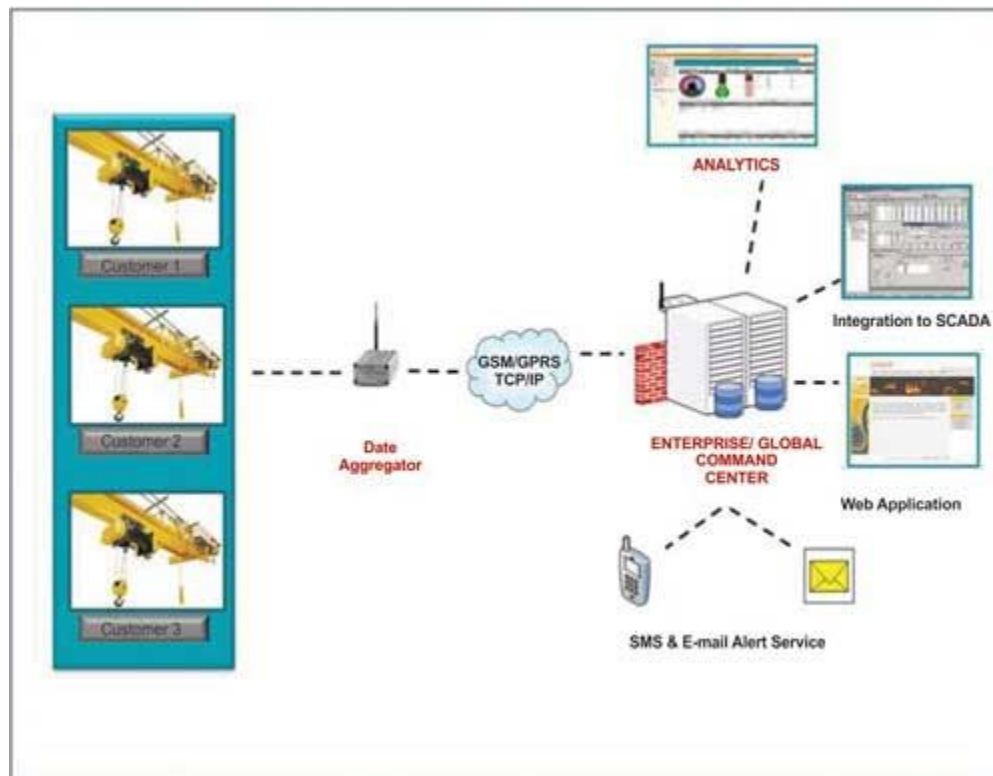 ANALYTICS
Customer 1
Integration to SCADA
GSM/GPRS
TCP/IP
Customer 2
Date
Aggregator
ENTERPRISE/ GLOBAL
COMMAND
CENTER
Web Application
Customer 3
SMS & E-mail Alert Service